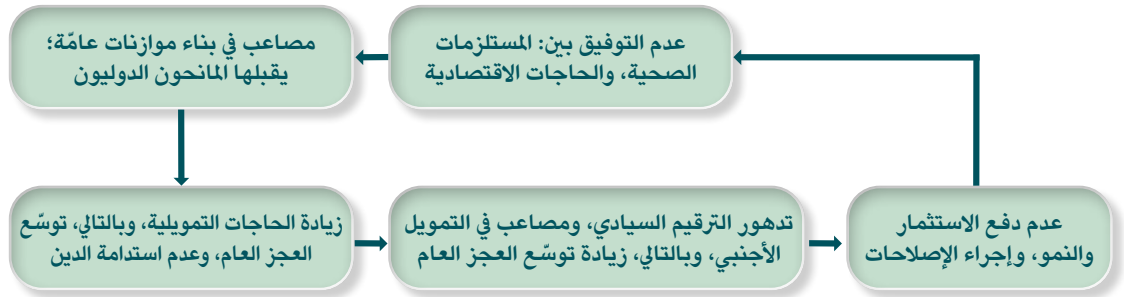 عدم التوفيق بين: المستلزمات
الصحية، والحاجات الاقتصادية
مصاعب في بناء موازنات عامّة؛
يقبلها المانحون الدوليون
زيادة الحاجات التمويلية، وبالتالي، توسّع
العجز العام، وعدم استدامة الدين
تدهور الترقيم السيادي، ومصاعب في التمويل
الأجنبي، وبالتالي، زيادة توسّع العجز العام
عدم دفع الاستثمار
والنمو، وإجراء الإصلاحات